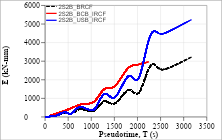 6000
5000
4000
3000
2000
1000
0
2S2B_BRCF
2S2B_BCB_IRCF
2S2B_USB_IRCF
E (kN-mm)
0 500 1000 1500 2000 2500 3000 3500
Pseudotime, T (s)